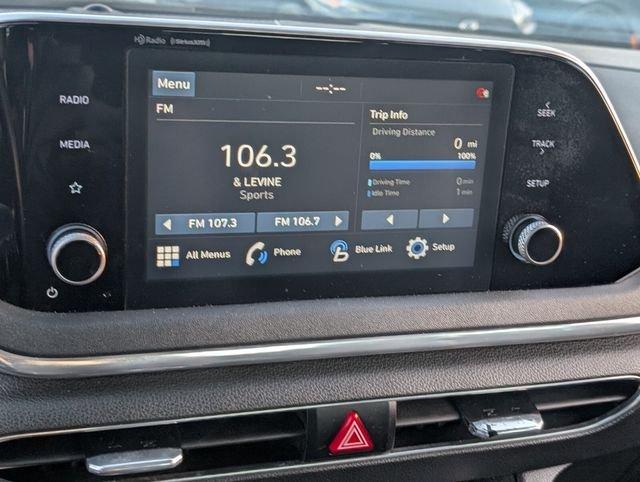 HD Radio ((SiriusXM))
Menu
--:--
RADIO
MEDIA
FM
106.3
& LEVINE
Sports
FM 107.3
FM 106.7
Trip Info
Driving Distance
0 mi
0% 100%
Driving Time 0 min
Idle Time 1 min
All Menus
Phone
Blue Link
Setup
SEEK
TRACK
SETUP